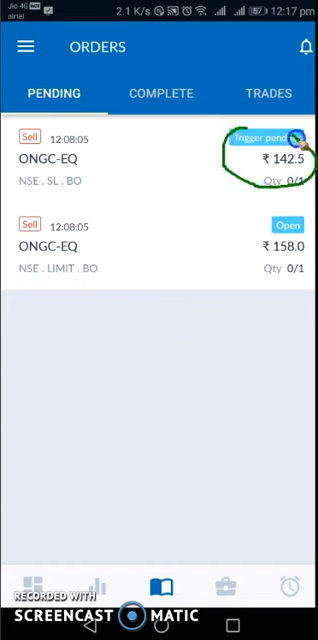 Jio 4G
airtel
2.1 K/s
57
12:17 pm
ORDERS
PENDING COMPLETE TRADES
Sell 12:08:05 Trigger
ONGC-EQ ₹ 142.5
NSE . SL . BO Qty 0/1
Sell 12:08:05 Open
ONGC-EQ ₹ 158.0
NSE . LIMIT . BO Qty 0/1
RECORDED WITH
SCREENCAST MATIC